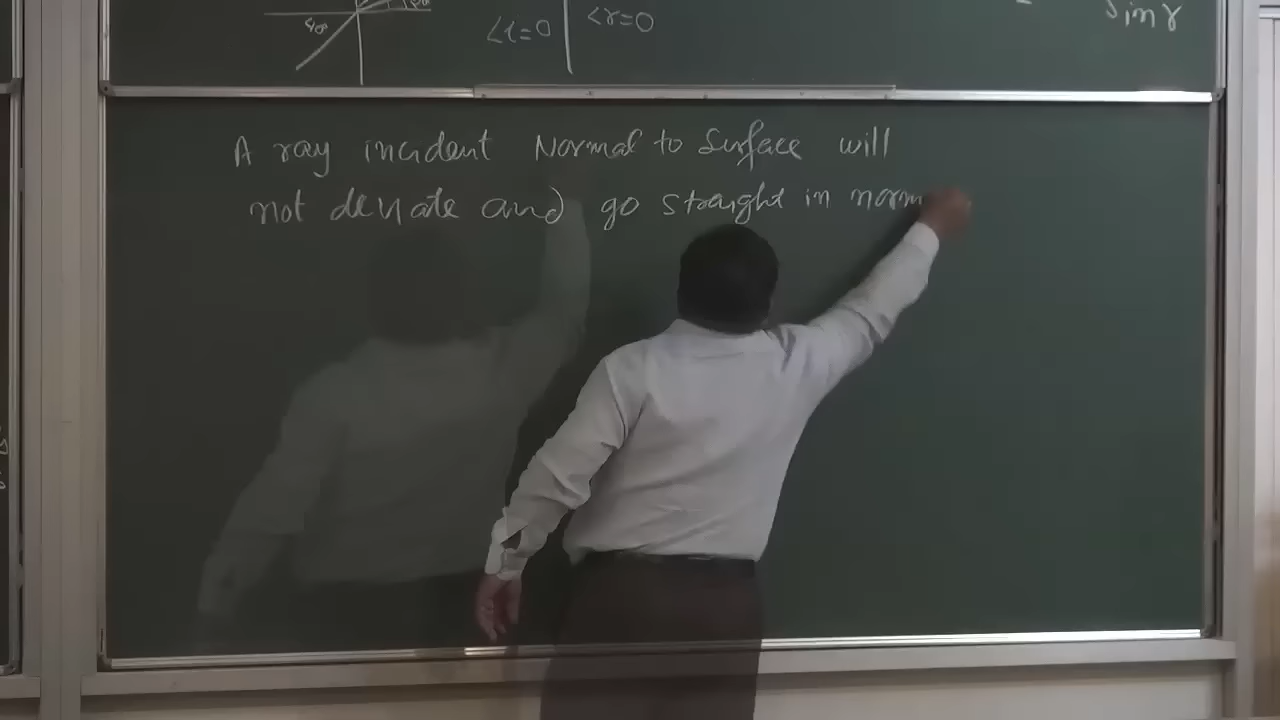 ∠i=0 ∠r=0
sin r
A ray incident Normal to Surface will
not deviate and go straight in norm